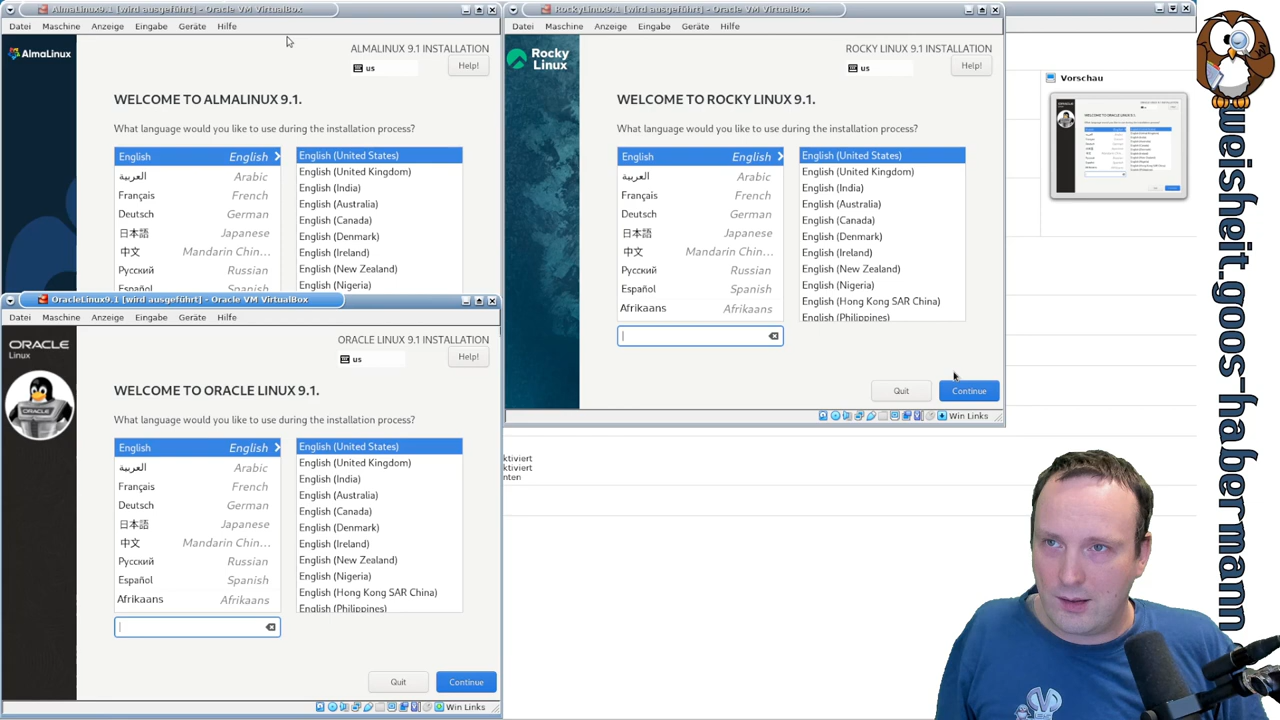 AlmaLinux9.1 [wird ausgeführt] - Oracle VM VirtualBox
Datei Maschine Anzeige Eingabe Geräte Hilfe
AlmaLinux
ALMALINUX 9.1 INSTALLATION
us
Help!
WELCOME TO ALMALINUX 9.1.
What language would you like to use during the installation process?
English English
العربية Arabic
Français French
Deutsch German
日本語 Japanese
中文 Mandarin Chin...
Русский Russian
Español Spanish
English (United States)
English (United Kingdom)
English (India)
English (Australia)
English (Canada)
English (Denmark)
English (Ireland)
English (New Zealand)
English (Nigeria)
RockyLinux9.1 [wird ausgeführt] - Oracle VM VirtualBox
Datei Maschine Anzeige Eingabe Geräte Hilfe
Rocky
Linux
ROCKY LINUX 9.1 INSTALLATION
us
Help!
WELCOME TO ROCKY LINUX 9.1.
What language would you like to use during the installation process?
English English
العربية Arabic
Français French
Deutsch German
日本語 Japanese
中文 Mandarin Chin...
Русский Russian
Español Spanish
Afrikaans Afrikaans
English (United States)
English (United Kingdom)
English (India)
English (Australia)
English (Canada)
English (Denmark)
English (Ireland)
English (New Zealand)
English (Nigeria)
English (Hong Kong SAR China)
English (Philippines)
Quit
Continue
Win Links
OracleLinux9.1 [wird ausgeführt] - Oracle VM VirtualBox
Datei Maschine Anzeige Eingabe Geräte Hilfe
ORACLE
Linux
ORACLE
ORACLE LINUX 9.1 INSTALLATION
us
Help!
WELCOME TO ORACLE LINUX 9.1.
What language would you like to use during the installation process?
English English
العربية Arabic
Français French
Deutsch German
日本語 Japanese
中文 Mandarin Chin...
Русский Russian
Español Spanish
Afrikaans Afrikaans
English (United States)
English (United Kingdom)
English (India)
English (Australia)
English (Canada)
English (Denmark)
English (Ireland)
English (New Zealand)
English (Nigeria)
English (Hong Kong SAR China)
English (Philippines)
Quit
Continue
Win Links
Vorschau
ktiviert
ktiviert
nten
weisheit.goos-habermann